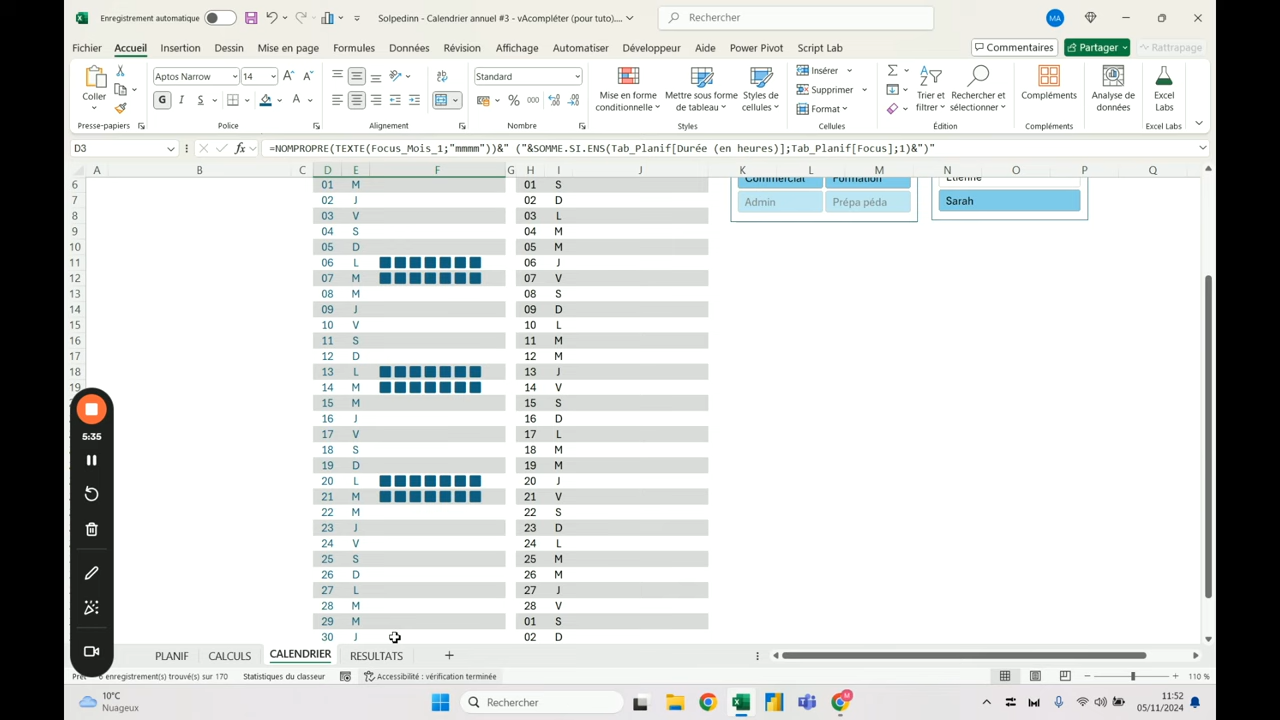 Enregistrement automatique
Solpedinn - Calendrier annuel #3 - vAcompléter (pour tuto)....
Rechercher
MA
Fichier Accueil Insertion Dessin Mise en page Formules Données Révision Affichage Automatiser Développeur Aide Power Pivot Script Lab
Commentaires Partager Rattrapage
Coller
Aptos Narrow 14
G I S
Standard
% 000
Mise en forme conditionnelle
Mettre sous forme de tableau
Styles de cellules
Insérer
Supprimer
Format
Trier et filtrer
Rechercher et sélectionner
Compléments
Analyse de données
Excel Labs
Presse-papiers Police Alignement Nombre Styles Cellules Édition Compléments Excel Labs
D3
fx =NOMPROPRE(TEXTE(Focus_Mois_1;"mmmm"))&" ("&SOMME.SI.ENS(Tab_Planif[Durée (en heures)];Tab_Planif[Focus];1)&")"
A B C D E F G H I J K L M N O P Q
6 01 M 01 S Commercial Formation Etienne
7 02 J 02 D Admin Prépa péda Sarah
8 03 V 03 L
9 04 S 04 M
10 05 D 05 M
11 06 L 06 J
12 07 M 07 V
13 08 M 08 S
14 09 J 09 D
15 10 V 10 L
16 11 S 11 M
17 12 D 12 M
18 13 L 13 J
19 14 M 14 V
15 M 15 S
16 J 16 D
17 V 17 L
18 S 18 M
19 D 19 M
20 L 20 J
21 M 21 V
22 M 22 S
23 J 23 D
24 V 24 L
25 S 25 M
26 D 26 M
27 L 27 J
28 M 28 V
29 M 01 S
30 J 02 D
5:35
PLANIF CALCULS CALENDRIER RESULTATS
enregistrement(s) trouvé(s) sur 170 Statistiques du classeur Accessibilité : vérification terminée 110 %
10°C
Nuageux
Rechercher
11:52
05/11/2024